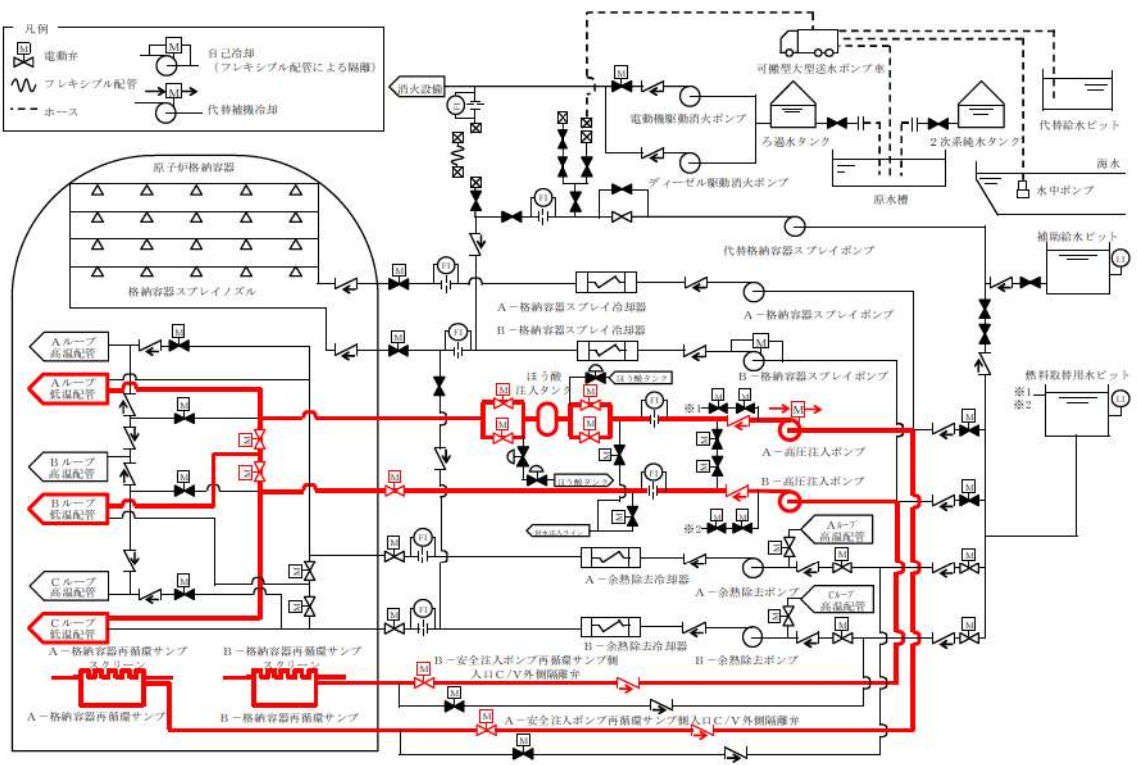 凡例
M
電動弁
フレキシブル配管
ホース
M
自己冷却
(フレキシブル配管による隔離)
M
代替補機冷却
消火設備
FI
M
電動機駆動消火ポンプ
ディーゼル駆動消火ポンプ
可搬型大型送水ポンプ車
ろ過水タンク
2次系純水タンク
原水槽
代替給水ピット
海水
水中ポンプ
補助給水ピット
LI
FI
代替格納容器スプレイポンプ
原子炉格納容器
格納容器スプレイノズル
M
FI
A-格納容器スプレイ冷却器
A-格納容器スプレイポンプ
B-格納容器スプレイ冷却器
M
FI
M
B-格納容器スプレイポンプ
燃料取替用水ピット
※1
※2
LI
Aループ
高温配管
M
Aループ
低温配管
M
M
Bループ
高温配管
M
M
Bループ
低温配管
Cループ
高温配管
M
M
M
Cループ
低温配管
ほう酸
注入タンク
ほう酸タンク
M
M
M
M
FI
※1
M
M
M
A-高圧注入ポンプ
M
M
M
ほう酸タンク
M
FI
B-高圧注入ポンプ
※2
M
M
M
M
M
M
FI
A-余熱除去冷却器
A-余熱除去ポンプ
Aループ
高温配管
M
M
M
M
FI
B-余熱除去冷却器
B-余熱除去ポンプ
Cループ
高温配管
M
M
M
A-格納容器再循環サンプ
スクリーン
B-格納容器再循環サンプ
スクリーン
A-格納容器再循環サンプ
B-格納容器再循環サンプ
B-安全注入ポンプ再循環サンプ側
入口C/V外側隔離弁
M
M
A-安全注入ポンプ再循環サンプ側入口C/V外側隔離弁
M
M